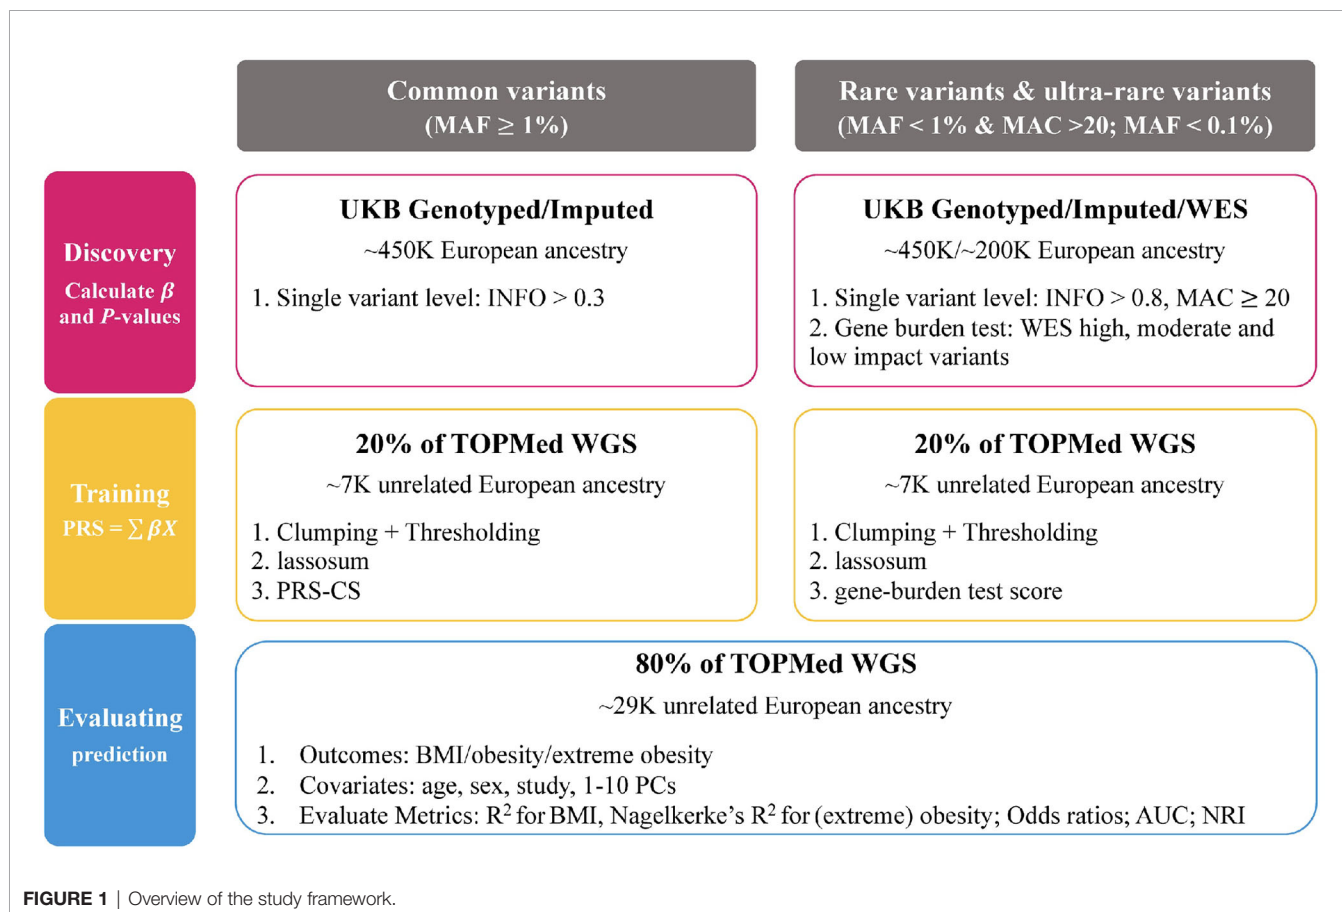 Common variants
(MAF ≥ 1%)
Rare variants & ultra-rare variants
(MAF < 1% & MAC >20; MAF < 0.1%)
Discovery
Calculate β
and P-values
UKB Genotyped/Imputed
~450K European ancestry
1. Single variant level: INFO > 0.3
UKB Genotyped/Imputed/WES
~450K/~200K European ancestry
1. Single variant level: INFO > 0.8, MAC ≥ 20
2. Gene burden test: WES high, moderate and
low impact variants
Training
PRS = ∑ βX
20% of TOPMed WGS
~7K unrelated European ancestry
1. Clumping + Thresholding
2. lassosum
3. PRS-CS
20% of TOPMed WGS
~7K unrelated European ancestry
1. Clumping + Thresholding
2. lassosum
3. gene-burden test score
Evaluating
prediction
80% of TOPMed WGS
~29K unrelated European ancestry
1. Outcomes: BMI/obesity/extreme obesity
2. Covariates: age, sex, study, 1-10 PCs
3. Evaluate Metrics: R² for BMI, Nagelkerke’s R² for (extreme) obesity; Odds ratios; AUC; NRI
FIGURE 1 | Overview of the study framework.